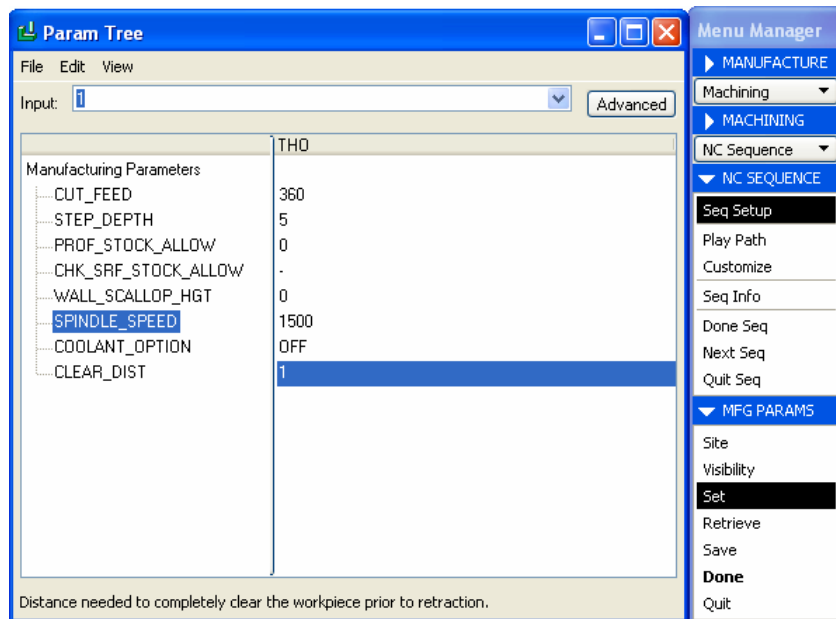 Param Tree
File Edit View
Input: 1 Advanced
THO
Manufacturing Parameters
CUT_FEED 360
STEP_DEPTH 5
PROF_STOCK_ALLOW 0
CHK_SRF_STOCK_ALLOW -
WALL_SCALLOP_HGT 0
SPINDLE_SPEED 1500
COOLANT_OPTION OFF
CLEAR_DIST 1
Distance needed to completely clear the workpiece prior to retraction.
Menu Manager
MANUFACTURE
Machining
MACHINING
NC Sequence
NC SEQUENCE
Seq Setup
Play Path
Customize
Seq Info
Done Seq
Next Seq
Quit Seq
MFG PARAMS
Site
Visibility
Set
Retrieve
Save
Done
Quit